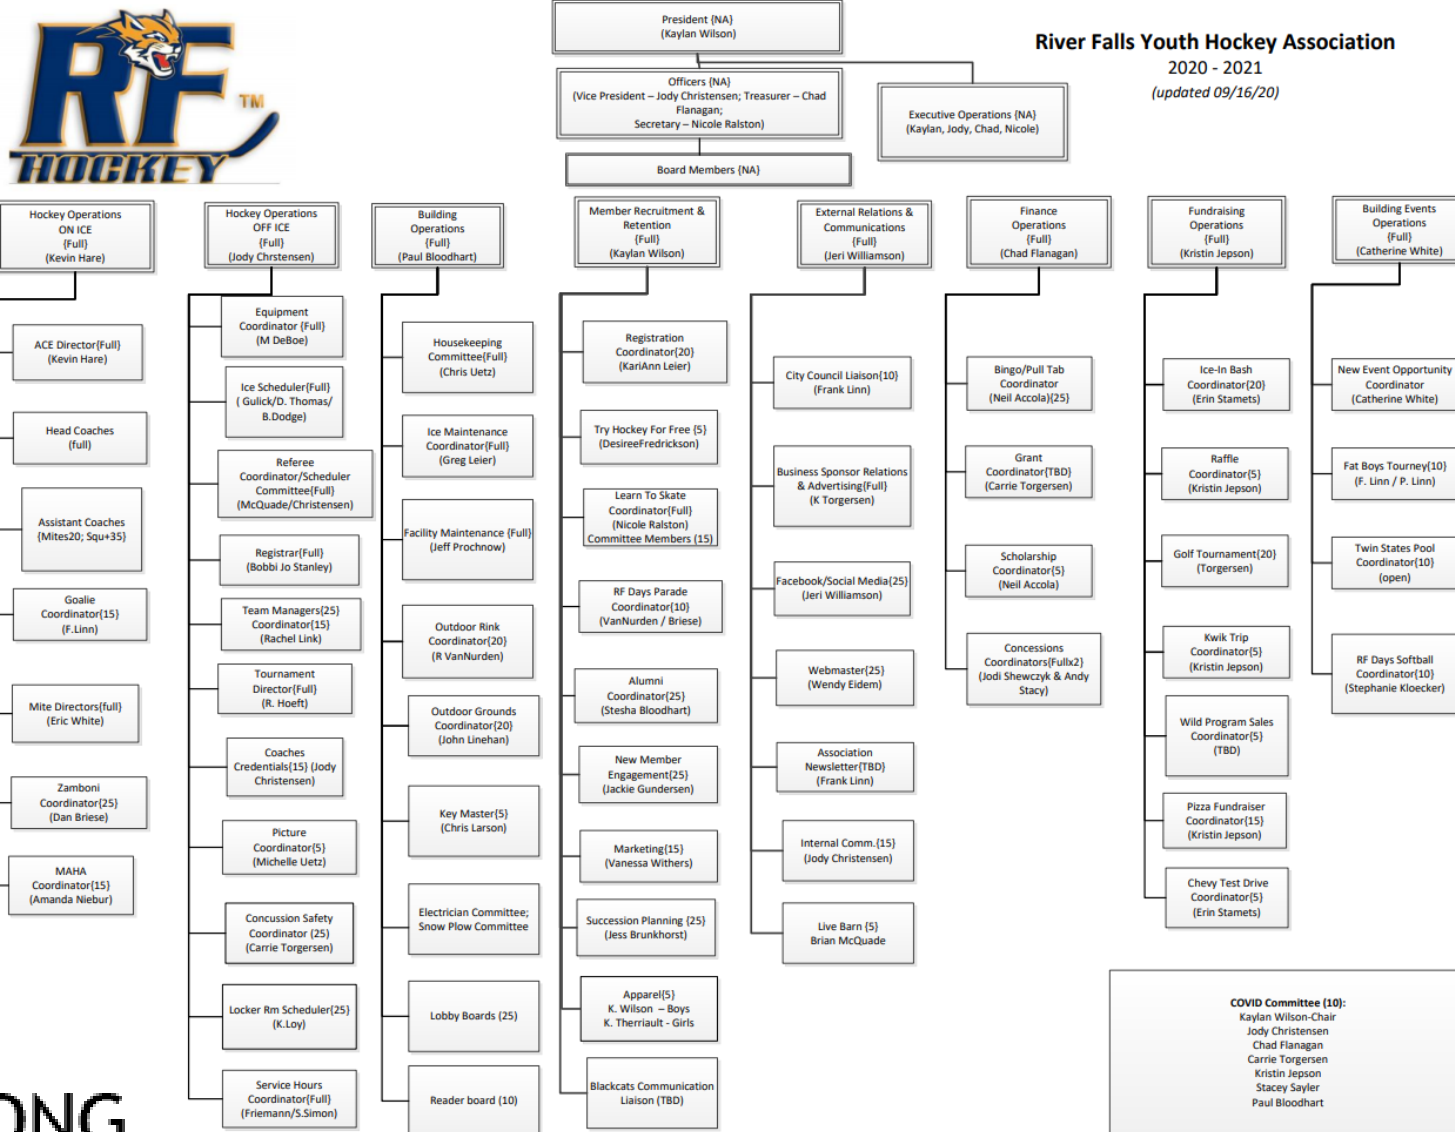 RF
TM
HOCKEY
President {NA}
(Kaylan Wilson)
River Falls Youth Hockey Association
2020 - 2021
(updated 09/16/20)
Officers {NA}
(Vice President – Jody Christensen; Treasurer – Chad
Flanagan;
Secretary – Nicole Ralston)
Executive Operations {NA}
(Kaylan, Jody, Chad, Nicole)
Board Members {NA}
Hockey Operations
ON ICE
{Full}
(Kevin Hare)
ACE Director{Full}
(Kevin Hare)
Head Coaches
(full)
Assistant Coaches
{Mites20; Squ+35}
Goalie
Coordinator{15}
(F.Linn)
Mite Directors{full}
(Eric White)
Zamboni
Coordinator{25}
(Dan Briese)
MAHA
Coordinator{15}
(Amanda Niebur)
Hockey Operations
OFF ICE
{Full}
(Jody Chrstensen)
Equipment
Coordinator {Full}
(M DeBoe)
Ice Scheduler{Full}
( Gulick/D. Thomas/
B.Dodge)
Referee
Coordinator/Scheduler
Committee{Full}
(McQuade/Christensen)
Registrar{Full}
(Bobbi Jo Stanley)
Team Managers{25}
Coordinator{15}
(Rachel Link)
Tournament
Director{Full}
(R. Hoeft)
Coaches
Credentials{15} (Jody
Christensen)
Picture
Coordinator{5}
(Michelle Uetz)
Concussion Safety
Coordinator (25)
(Carrie Torgersen)
Locker Rm Scheduler{25}
(K.Loy)
Service Hours
Coordinator{Full}
(Friemann/S.Simon)
Building
Operations
{Full}
(Paul Bloodhart)
Housekeeping
Committee{Full}
(Chris Uetz)
Ice Maintenance
Coordinator{Full}
(Greg Leier)
Facility Maintenance {Full}
(Jeff Prochnow)
Outdoor Rink
Coordinator{20}
(R VanNurden)
Outdoor Grounds
Coordinator{20}
(John Linehan)
Key Master{5}
(Chris Larson)
Electrician Committee;
Snow Plow Committee
Lobby Boards (25)
Reader board (10)
Member Recruitment &
Retention
{Full}
(Kaylan Wilson)
Registration
Coordinator{20}
(KariAnn Leier)
Try Hockey For Free {5}
(DesireeFredrickson)
Learn To Skate
Coordinator{Full}
(Nicole Ralston)
Committee Members (15)
RF Days Parade
Coordinator{10}
(VanNurden / Briese)
Alumni
Coordinator{25}
(Stesha Bloodhart)
New Member
Engagement{25}
(Jackie Gundersen)
Marketing{15}
(Vanessa Withers)
Succession Planning {25}
(Jess Brunkhorst)
Apparel{5}
K. Wilson – Boys
K. Therriault - Girls
Blackcats Communication
Liaison (TBD)
External Relations &
Communications
{Full}
(Jeri Williamson)
City Council Liaison{10}
(Frank Linn)
Business Sponsor Relations
& Advertising{Full}
(K Torgersen)
Facebook/Social Media{25}
(Jeri Williamson)
Webmaster{25}
(Wendy Eidem)
Association
Newsletter{TBD}
(Frank Linn)
Internal Comm.{15}
(Jody Christensen)
Live Barn {5}
Brian McQuade
Finance
Operations
{Full}
(Chad Flanagan)
Bingo/Pull Tab
Coordinator
(Neil Accola){25}
Grant
Coordinator{TBD}
(Carrie Torgersen)
Scholarship
Coordinator{5}
(Neil Accola)
Concessions
Coordinators{Fullx2}
(Jodi Shewczyk & Andy
Stacy)
Fundraising
Operations
{Full}
(Kristin Jepson)
Ice-In Bash
Coordinator{20}
(Erin Stamets)
Raffle
Coordinator{5}
(Kristin Jepson)
Golf Tournament{20}
(Torgersen)
Kwik Trip
Coordinator{5}
(Kristin Jepson)
Wild Program Sales
Coordinator{5}
(TBD)
Pizza Fundraiser
Coordinator{15}
(Kristin Jepson)
Chevy Test Drive
Coordinator{5}
(Erin Stamets)
Building Events
Operations
{Full}
(Catherine White)
New Event Opportunity
Coordinator
(Catherine White)
Fat Boys Tourney{10}
(F. Linn / P. Linn)
Twin States Pool
Coordinator{10}
(open)
RF Days Softball
Coordinator{10}
(Stephanie Kloecker)
COVID Committee (10):
Kaylan Wilson-Chair
Jody Christensen
Chad Flanagan
Carrie Torgersen
Kristin Jepson
Stacey Sayler
Paul Bloodhart